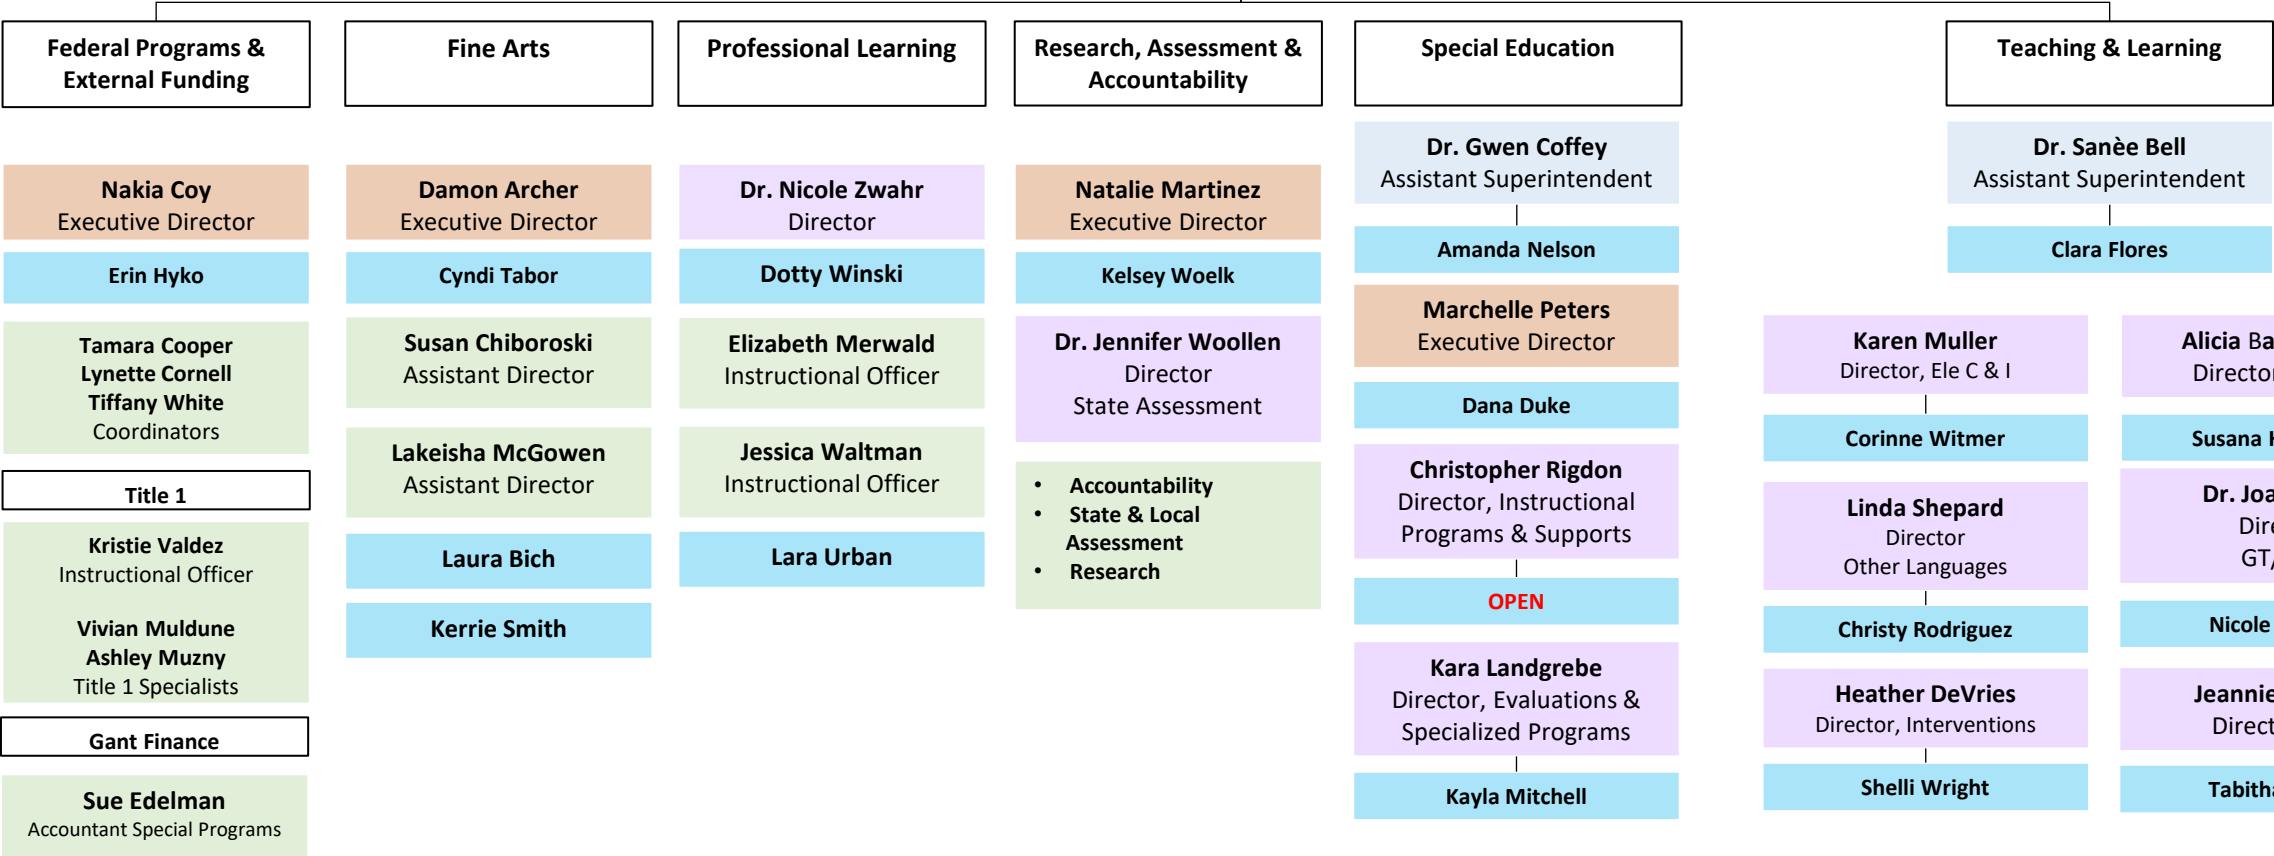 Federal Programs &
External Funding
Nakia Coy
Executive Director
Erin Hyko
Tamara Cooper
Lynette Cornell
Tiffany White
Coordinators
Title 1
Kristie Valdez
Instructional Officer
Vivian Muldune
Ashley Muzny
Title 1 Specialists
Gant Finance
Sue Edelman
Accountant Special Programs
Fine Arts
Damon Archer
Executive Director
Cyndi Tabor
Susan Chiboroski
Assistant Director
Lakeisha McGowen
Assistant Director
Laura Bich
Kerrie Smith
Professional Learning
Dr. Nicole Zwahr
Director
Dotty Winski
Elizabeth Merwald
Instructional Officer
Jessica Waltman
Instructional Officer
Lara Urban
Research, Assessment &
Accountability
Natalie Martinez
Executive Director
Kelsey Woelk
Dr. Jennifer Woollen
Director
State Assessment
• Accountability
• State & Local
Assessment
• Research
Special Education
Dr. Gwen Coffey
Assistant Superintendent
Amanda Nelson
Marchelle Peters
Executive Director
Dana Duke
Christopher Rigdon
Director, Instructional
Programs & Supports
OPEN
Kara Landgrebe
Director, Evaluations &
Specialized Programs
Kayla Mitchell
Teaching & Learning
Dr. Sanèe Bell
Assistant Superintendent
Clara Flores
Karen Muller
Director, Ele C & I
Corinne Witmer
Linda Shepard
Director
Other Languages
Christy Rodriguez
Heather DeVries
Director, Interventions
Shelli Wright
Alicia
Susana
Dr.
Nicole